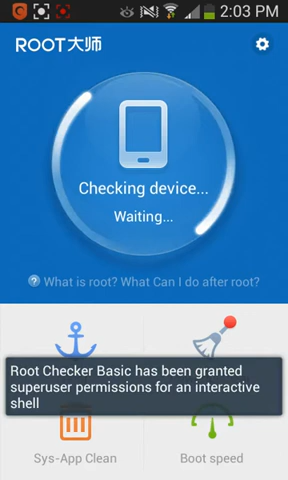 2:03 PM
ROOT大师
Checking device...
Waiting...
? What is root? What Can I do after root?
Root Checker Basic has been granted
superuser permissions for an interactive
shell
Sys-App Clean
Boot speed